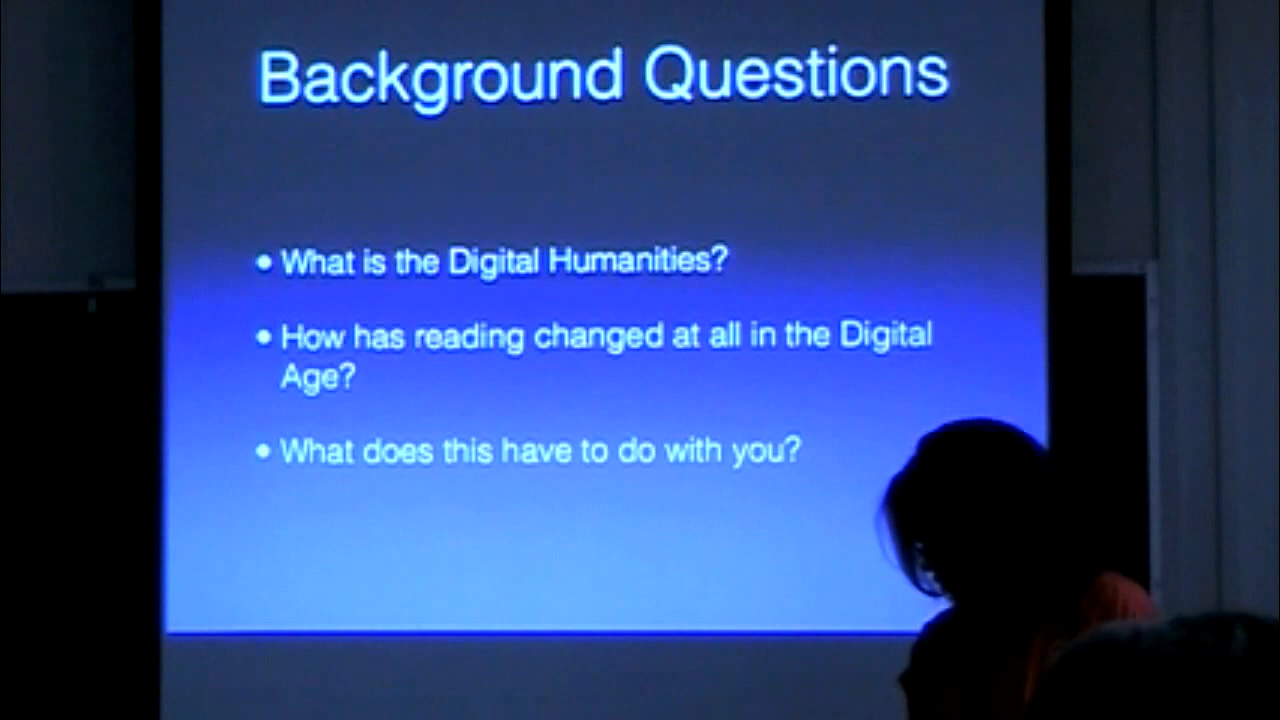 Background Questions
• What is the Digital Humanities?
• How has reading changed at all in the Digital
Age?
• What does this have to do with you?